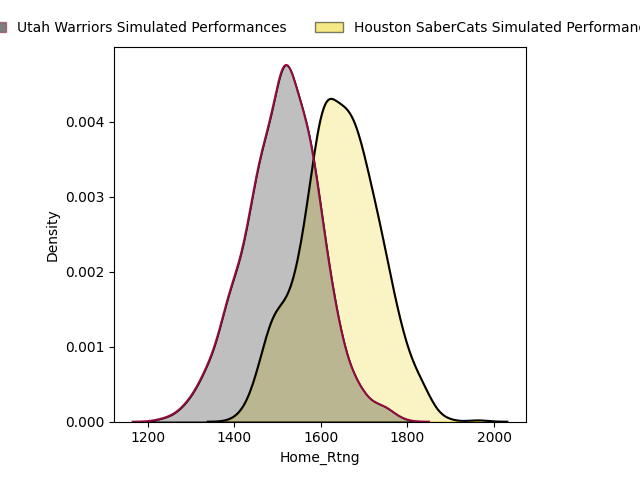 Utah Warriors Simulated Performances
Houston SaberCats Simulated
Density
0.004
0.003
0.002
0.001
0.000
1200 1400 1600 1800 2000
Home_Rtng